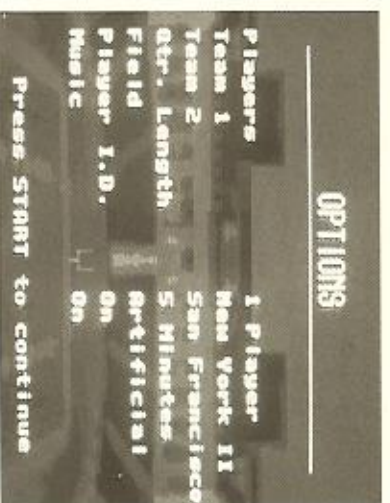 OPTIONS
Players 1 Player
Team 1 New York II
Team 2 San Francisco
Qtr. Length 5 Minutes
Field Artificial
Player I.D. On
Music On
Press START to continue